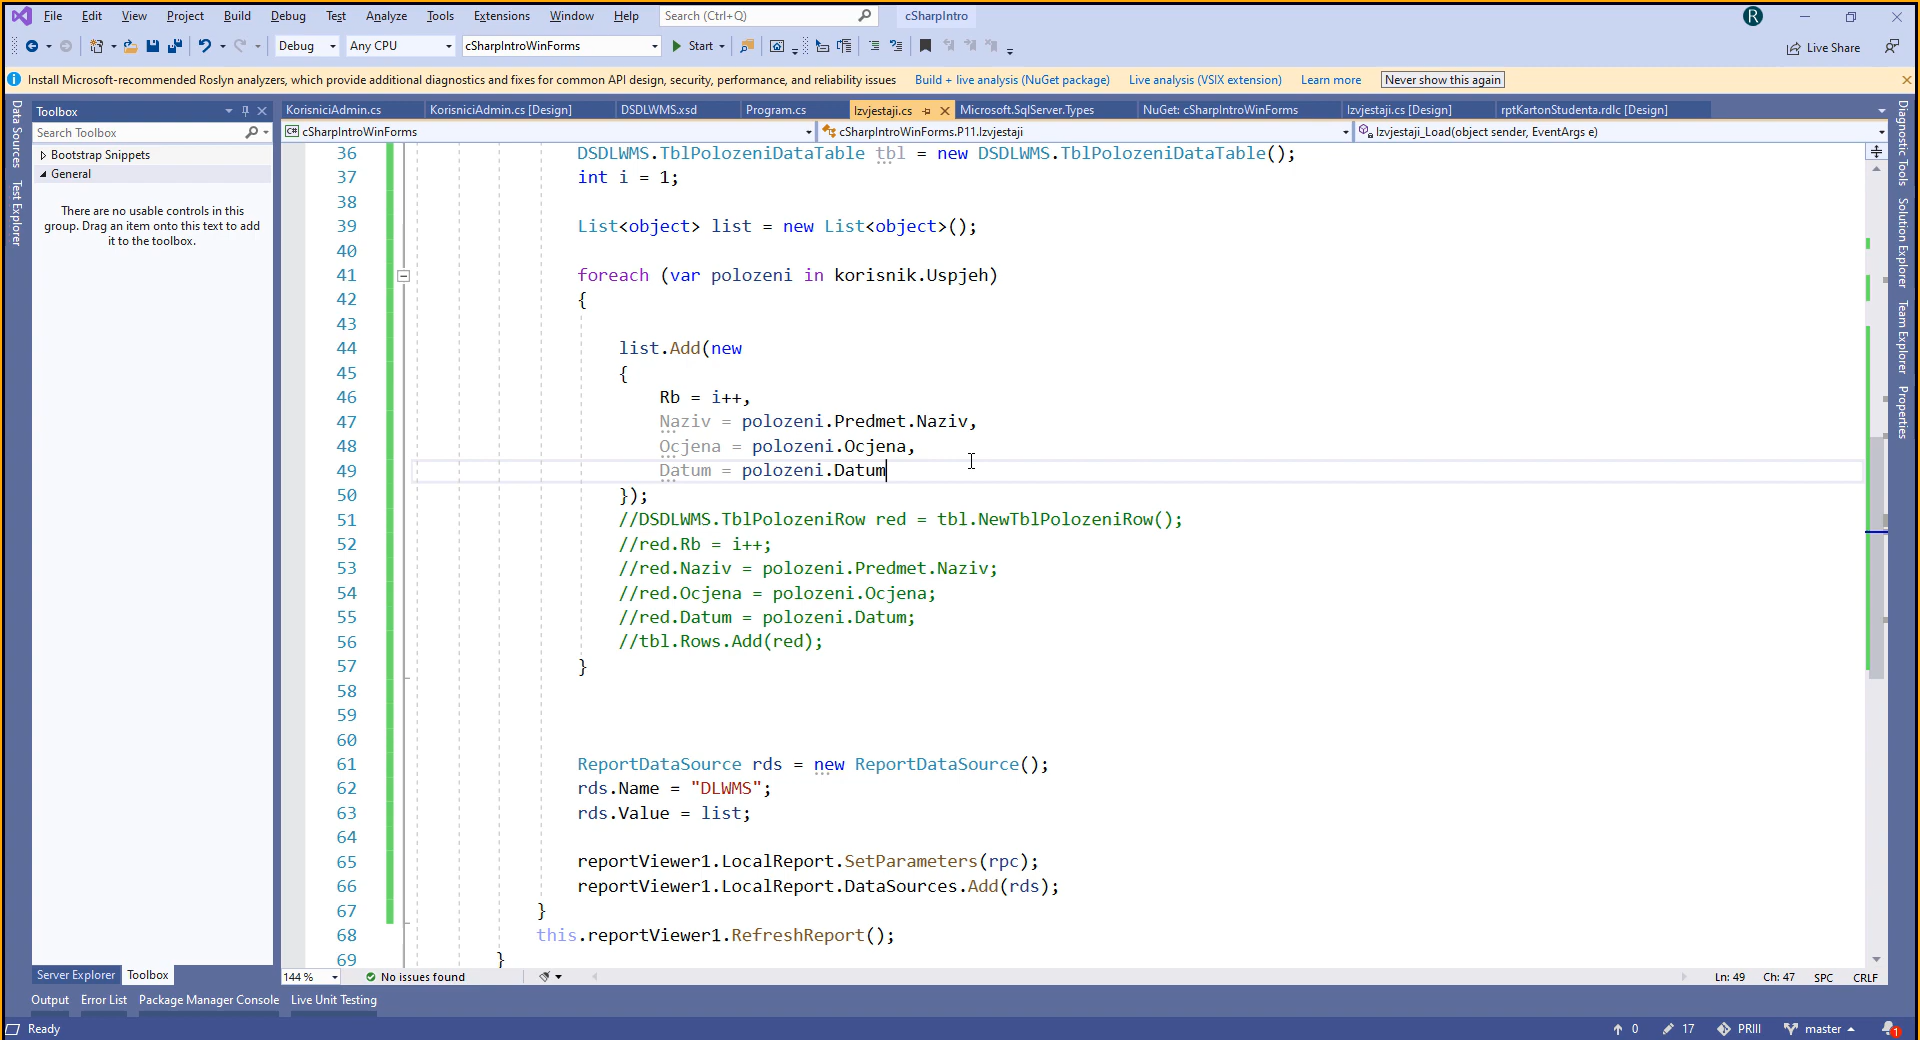 File Edit View Project Build Debug Test Analyze Tools Extensions Window Help Search (Ctrl+Q) cSharpIntro R
Debug Any CPU cSharpIntroWinForms Start Live Share
Install Microsoft-recommended Roslyn analyzers, which provide additional diagnostics and fixes for common API design, security, performance, and reliability issues Build + live analysis (NuGet package) Live analysis (VSIX extension) Learn more Never show this again
Data Sources
Test Explorer
Toolbox
Search Toolbox
Bootstrap Snippets
General
There are no usable controls in this
group. Drag an item onto this text to add
it to the toolbox.
Server Explorer Toolbox
KorisniciAdmin.cs KorisniciAdmin.cs [Design] DSDLWMS.xsd Program.cs Izvjestaji.cs Microsoft.SqlServer.Types NuGet: cSharpIntroWinForms Izvjestaji.cs [Design] rptKartonStudenta.rdlc [Design]
C# cSharpIntroWinForms cSharpIntroWinForms.P11.Izvjestaji Izvjestaji_Load(object sender, EventArgs e)
36 DSDLWMS.TblPolozeniDataTable tbl = new DSDLWMS.TblPolozeniDataTable();
37 int i = 1;
38
39 List<object> list = new List<object>();
40
41 foreach (var polozeni in korisnik.Uspjeh)
42 {
43
44 list.Add(new
45 {
46 Rb = i++,
47 Naziv = polozeni.Predmet.Naziv,
48 Ocjena = polozeni.Ocjena,
49 Datum = polozeni.Datum
50 });
51 //DSDLWMS.TblPolozeniRow red = tbl.NewTblPolozeniRow();
52 //red.Rb = i++;
53 //red.Naziv = polozeni.Predmet.Naziv;
54 //red.Ocjena = polozeni.Ocjena;
55 //red.Datum = polozeni.Datum;
56 //tbl.Rows.Add(red);
57 }
58
59
60
61 ReportDataSource rds = new ReportDataSource();
62 rds.Name = "DLWMS";
63 rds.Value = list;
64
65 reportViewer1.LocalReport.SetParameters(rpc);
66 reportViewer1.LocalReport.DataSources.Add(rds);
67 }
68 this.reportViewer1.RefreshReport();
69 }
144 % No issues found Ln: 49 Ch: 47 SPC CRLF
Diagnostic Tools
Solution Explorer
Team Explorer
Properties
Output Error List Package Manager Console Live Unit Testing
Ready 0 17 PRIII master 1